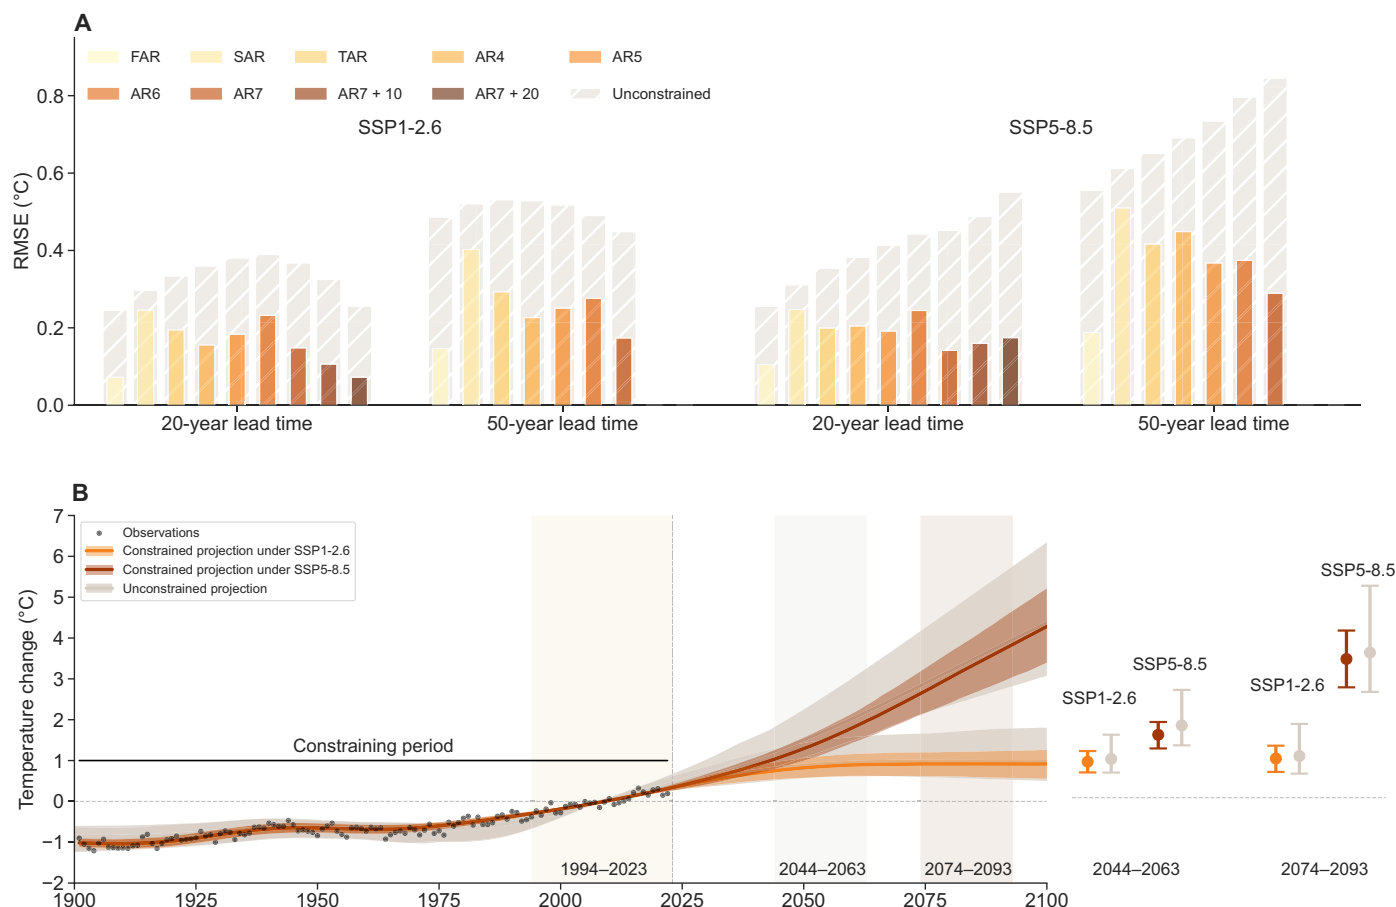 A
FAR SAR TAR AR4 AR5
AR6 AR7 AR7 + 10 AR7 + 20 Unconstrained
SSP1-2.6 SSP5-8.5
RMSE (°C)
0.8
0.6
0.4
0.2
0.0
20-year lead time 50-year lead time 20-year lead time 50-year lead time
B
Temperature change (°C)
7
6
5
4
3
2
1
0
−1
−2
Observations
Constrained projection under SSP1-2.6
Constrained projection under SSP5-8.5
Unconstrained projection
Constraining period
1994–2023 2044–2063 2074–2093
1900 1925 1950 1975 2000 2025 2050 2075 2100
SSP1-2.6
SSP5-8.5
SSP1-2.6
SSP5-8.5
2044–2063 2074–2093